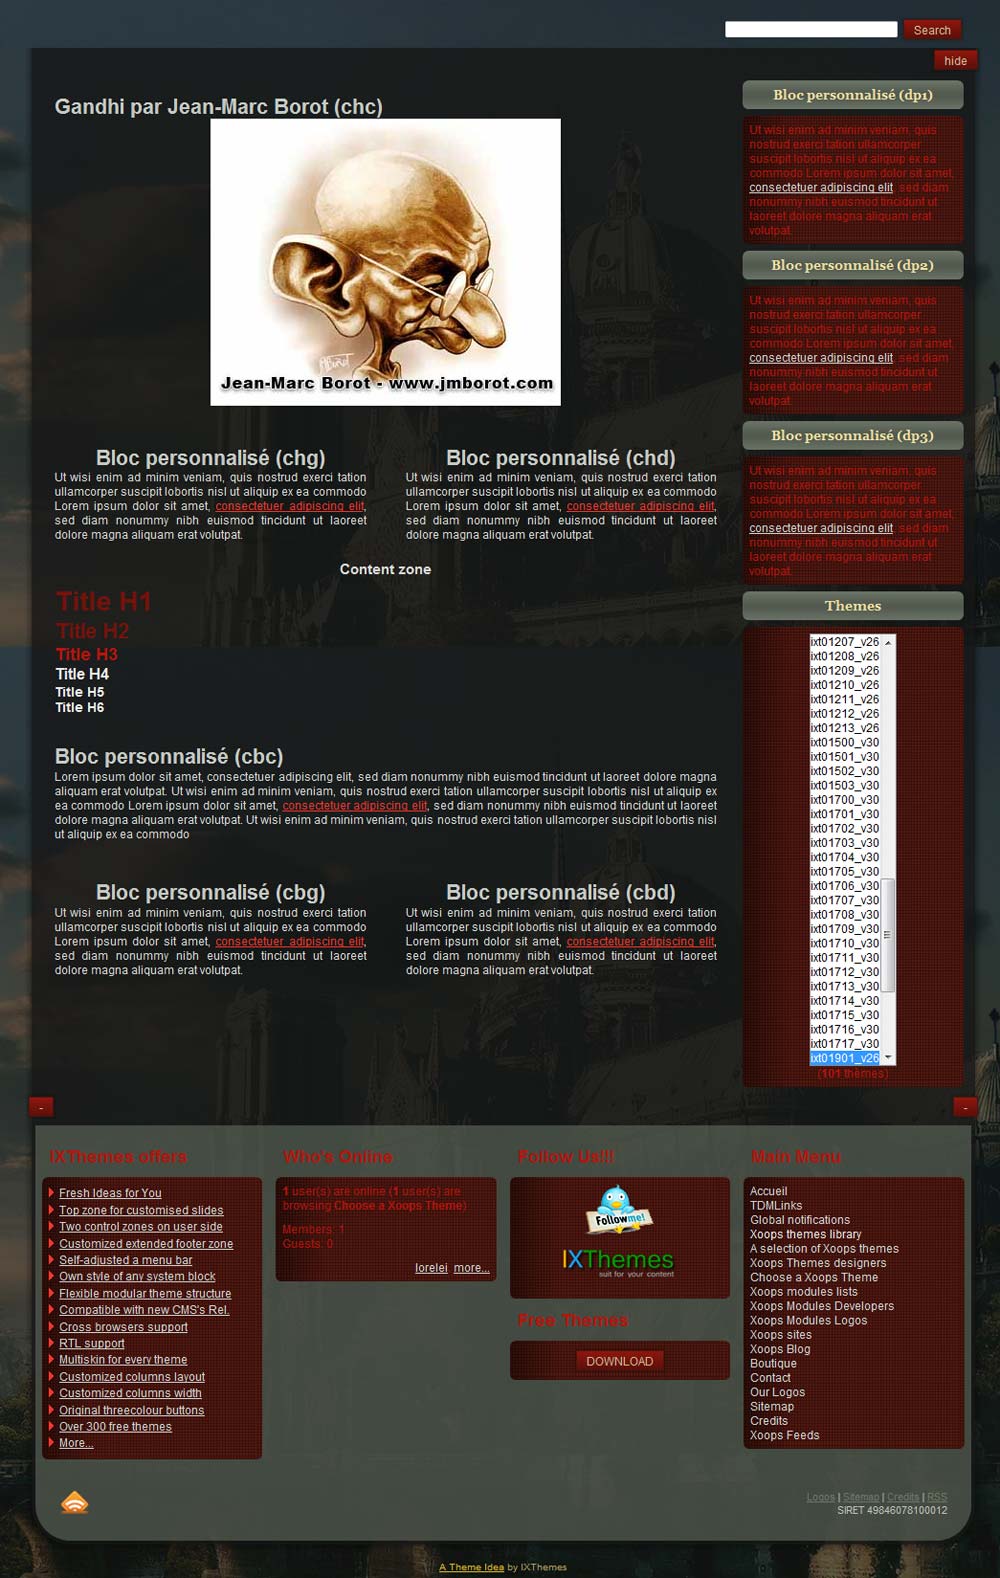 Search
hide
Gandhi par Jean-Marc Borot (chc)
Jean-Marc Borot - www.jmborot.com
Bloc personnalisé (chg)
Ut wisi enim ad minim veniam, quis nostrud exerci tation
ullamcorper suscipit lobortis nisl ut aliquip ex ea commodo
Lorem ipsum dolor sit amet, consectetuer adipiscing elit,
sed diam nonummy nibh euismod tincidunt ut laoreet
dolore magna aliquam erat volutpat.
Bloc personnalisé (chd)
Ut wisi enim ad minim veniam, quis nostrud exerci tation
ullamcorper suscipit lobortis nisl ut aliquip ex ea commodo
Lorem ipsum dolor sit amet, consectetuer adipiscing elit,
sed diam nonummy nibh euismod tincidunt ut laoreet
dolore magna aliquam erat volutpat.
Content zone
Title H1
Title H2
Title H3
Title H4
Title H5
Title H6
Bloc personnalisé (cbc)
Lorem ipsum dolor sit amet, consectetuer adipiscing elit, sed diam nonummy nibh euismod tincidunt ut laoreet dolore magna
aliquam erat volutpat. Ut wisi enim ad minim veniam, quis nostrud exerci tation ullamcorper suscipit lobortis nisl ut aliquip ex
ea commodo Lorem ipsum dolor sit amet, consectetuer adipiscing elit, sed diam nonummy nibh euismod tincidunt ut laoreet
dolore magna aliquam erat volutpat. Ut wisi enim ad minim veniam, quis nostrud exerci tation ullamcorper suscipit lobortis nisl
ut aliquip ex ea commodo
Bloc personnalisé (cbg)
Ut wisi enim ad minim veniam, quis nostrud exerci tation
ullamcorper suscipit lobortis nisl ut aliquip ex ea commodo
Lorem ipsum dolor sit amet, consectetuer adipiscing elit,
sed diam nonummy nibh euismod tincidunt ut laoreet
dolore magna aliquam erat volutpat.
Bloc personnalisé (cbd)
Ut wisi enim ad minim veniam, quis nostrud exerci tation
ullamcorper suscipit lobortis nisl ut aliquip ex ea commodo
Lorem ipsum dolor sit amet, consectetuer adipiscing elit,
sed diam nonummy nibh euismod tincidunt ut laoreet
dolore magna aliquam erat volutpat.
Bloc personnalisé (dp1)
Ut wisi enim ad minim veniam, quis
nostrud exerci tation ullamcorper
suscipit lobortis nisl ut aliquip ex ea
commodo Lorem ipsum dolor sit amet,
consectetuer adipiscing elit, sed diam
nonummy nibh euismod tincidunt ut
laoreet dolore magna aliquam erat
volutpat.
Bloc personnalisé (dp2)
Ut wisi enim ad minim veniam, quis
nostrud exerci tation ullamcorper
suscipit lobortis nisl ut aliquip ex ea
commodo Lorem ipsum dolor sit amet,
consectetuer adipiscing elit, sed diam
nonummy nibh euismod tincidunt ut
laoreet dolore magna aliquam erat
volutpat.
Bloc personnalisé (dp3)
Ut wisi enim ad minim veniam, quis
nostrud exerci tation ullamcorper
suscipit lobortis nisl ut aliquip ex ea
commodo Lorem ipsum dolor sit amet,
consectetuer adipiscing elit, sed diam
nonummy nibh euismod tincidunt ut
laoreet dolore magna aliquam erat
volutpat.
Themes
ixt01207_v26
ixt01208_v26
ixt01209_v26
ixt01210_v26
ixt01211_v26
ixt01212_v26
ixt01213_v26
ixt01500_v30
ixt01501_v30
ixt01502_v30
ixt01503_v30
ixt01700_v30
ixt01701_v30
ixt01702_v30
ixt01703_v30
ixt01704_v30
ixt01705_v30
ixt01706_v30
ixt01707_v30
ixt01708_v30
ixt01709_v30
ixt01710_v30
ixt01711_v30
ixt01712_v30
ixt01713_v30
ixt01714_v30
ixt01715_v30
ixt01716_v30
ixt01717_v30
ixt01901_v26
(101 thèmes)
-
-
IXThemes offers
Fresh Ideas for You
Top zone for customised slides
Two control zones on user side
Customized extended footer zone
Self-adjusted a menu bar
Own style of any system block
Flexible modular theme structure
Compatible with new CMS's Rel.
Cross browsers support
RTL support
Multiskin for every theme
Customized columns layout
Customized columns width
Original threecolour buttons
Over 300 free themes
More...
Who's Online
1 user(s) are online (1 user(s) are
browsing Choose a Xoops Theme)
Members: 1
Guests: 0
lorelei more...
Follow Us!!!
Follow me!
IXThemes
suit for your content
Free Themes
DOWNLOAD
Main Menu
Accueil
TDMLinks
Global notifications
Xoops themes library
A selection of Xoops themes
Xoops Themes designers
Choose a Xoops Theme
Xoops modules lists
Xoops Modules Developers
Xoops Modules Logos
Xoops sites
Xoops Blog
Boutique
Contact
Our Logos
Sitemap
Credits
Xoops Feeds
Logos | Sitemap | Credits | RSS
SIRET 49846078100012
A Theme Idea by IXThemes